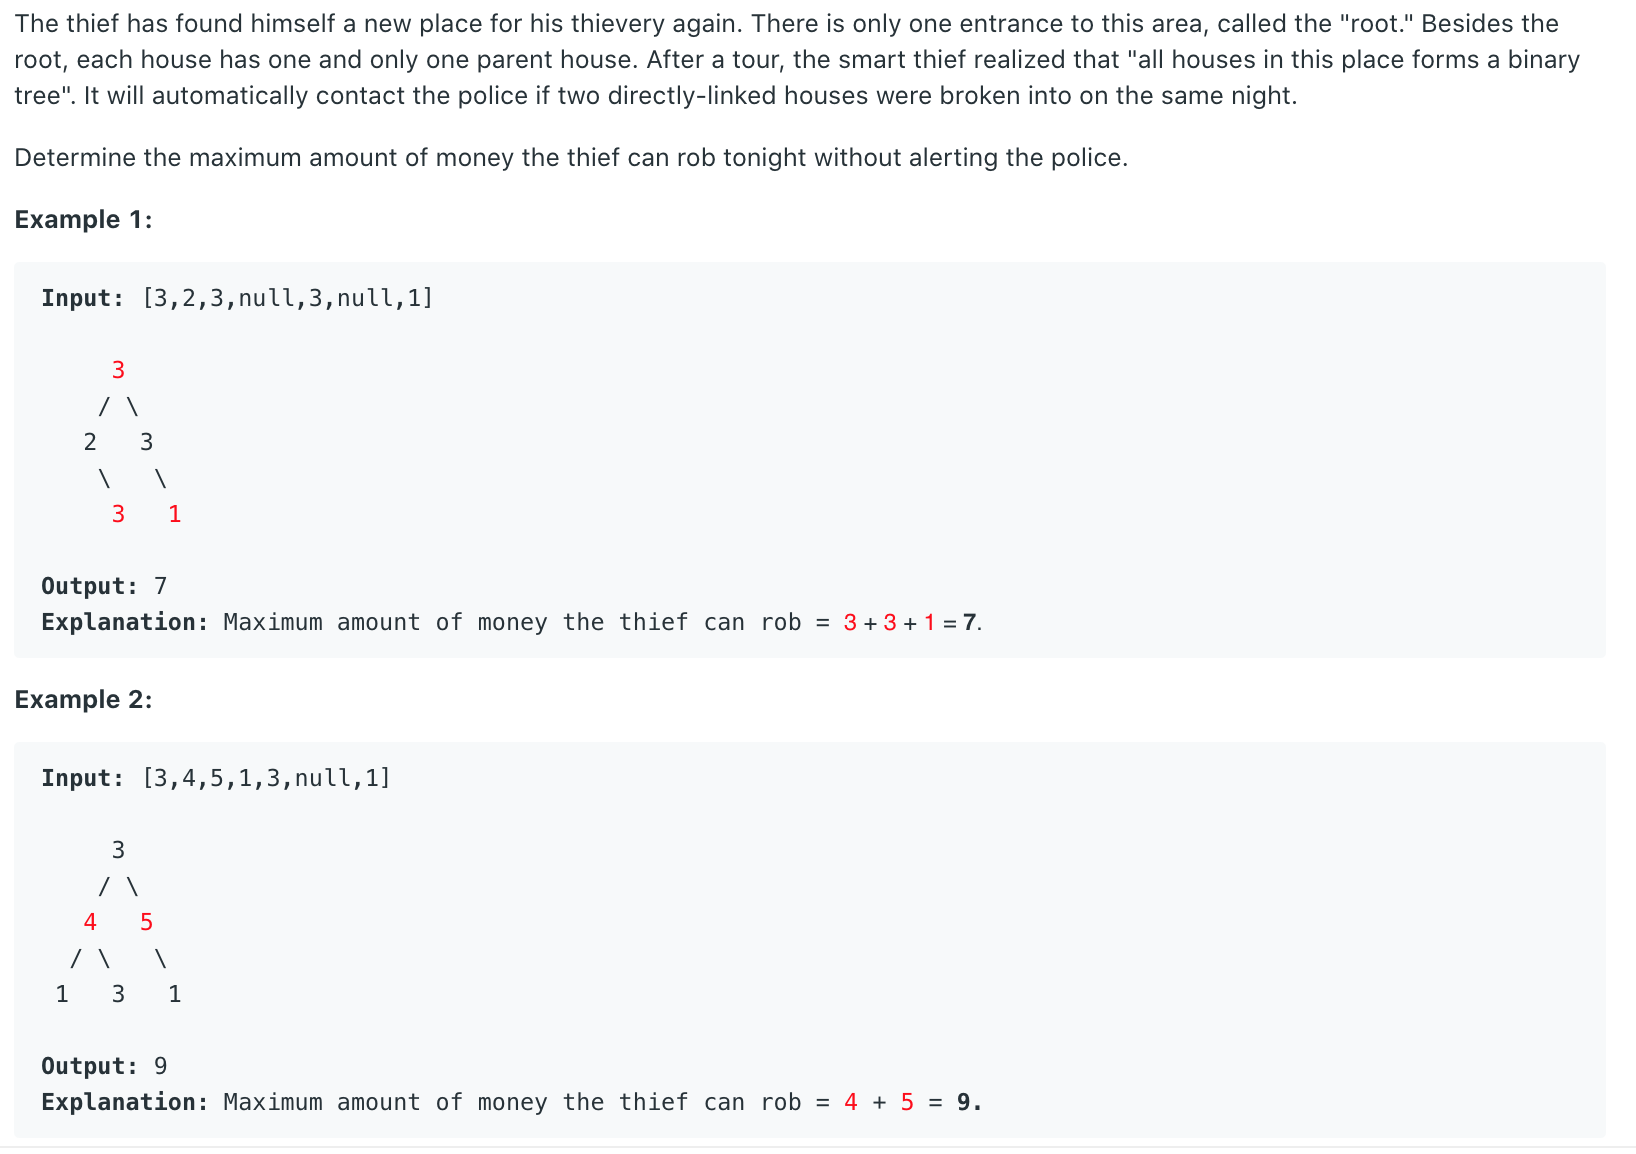 The thief has found himself a new place for his thievery again. There is only one entrance to this area, called the "root." Besides the
root, each house has one and only one parent house. After a tour, the smart thief realized that "all houses in this place forms a binary
tree". It will automatically contact the police if two directly-linked houses were broken into on the same night.
Determine the maximum amount of money the thief can rob tonight without alerting the police.
Example 1:
Input: [3,2,3,null,3,null,1]
3
/ \
2 3
\ \
3 1
Output: 7
Explanation: Maximum amount of money the thief can rob = 3 + 3 + 1 = 7.
Example 2:
Input: [3,4,5,1,3,null,1]
3
/ \
4 5
/ \ \
1 3 1
Output: 9
Explanation: Maximum amount of money the thief can rob = 4 + 5 = 9.